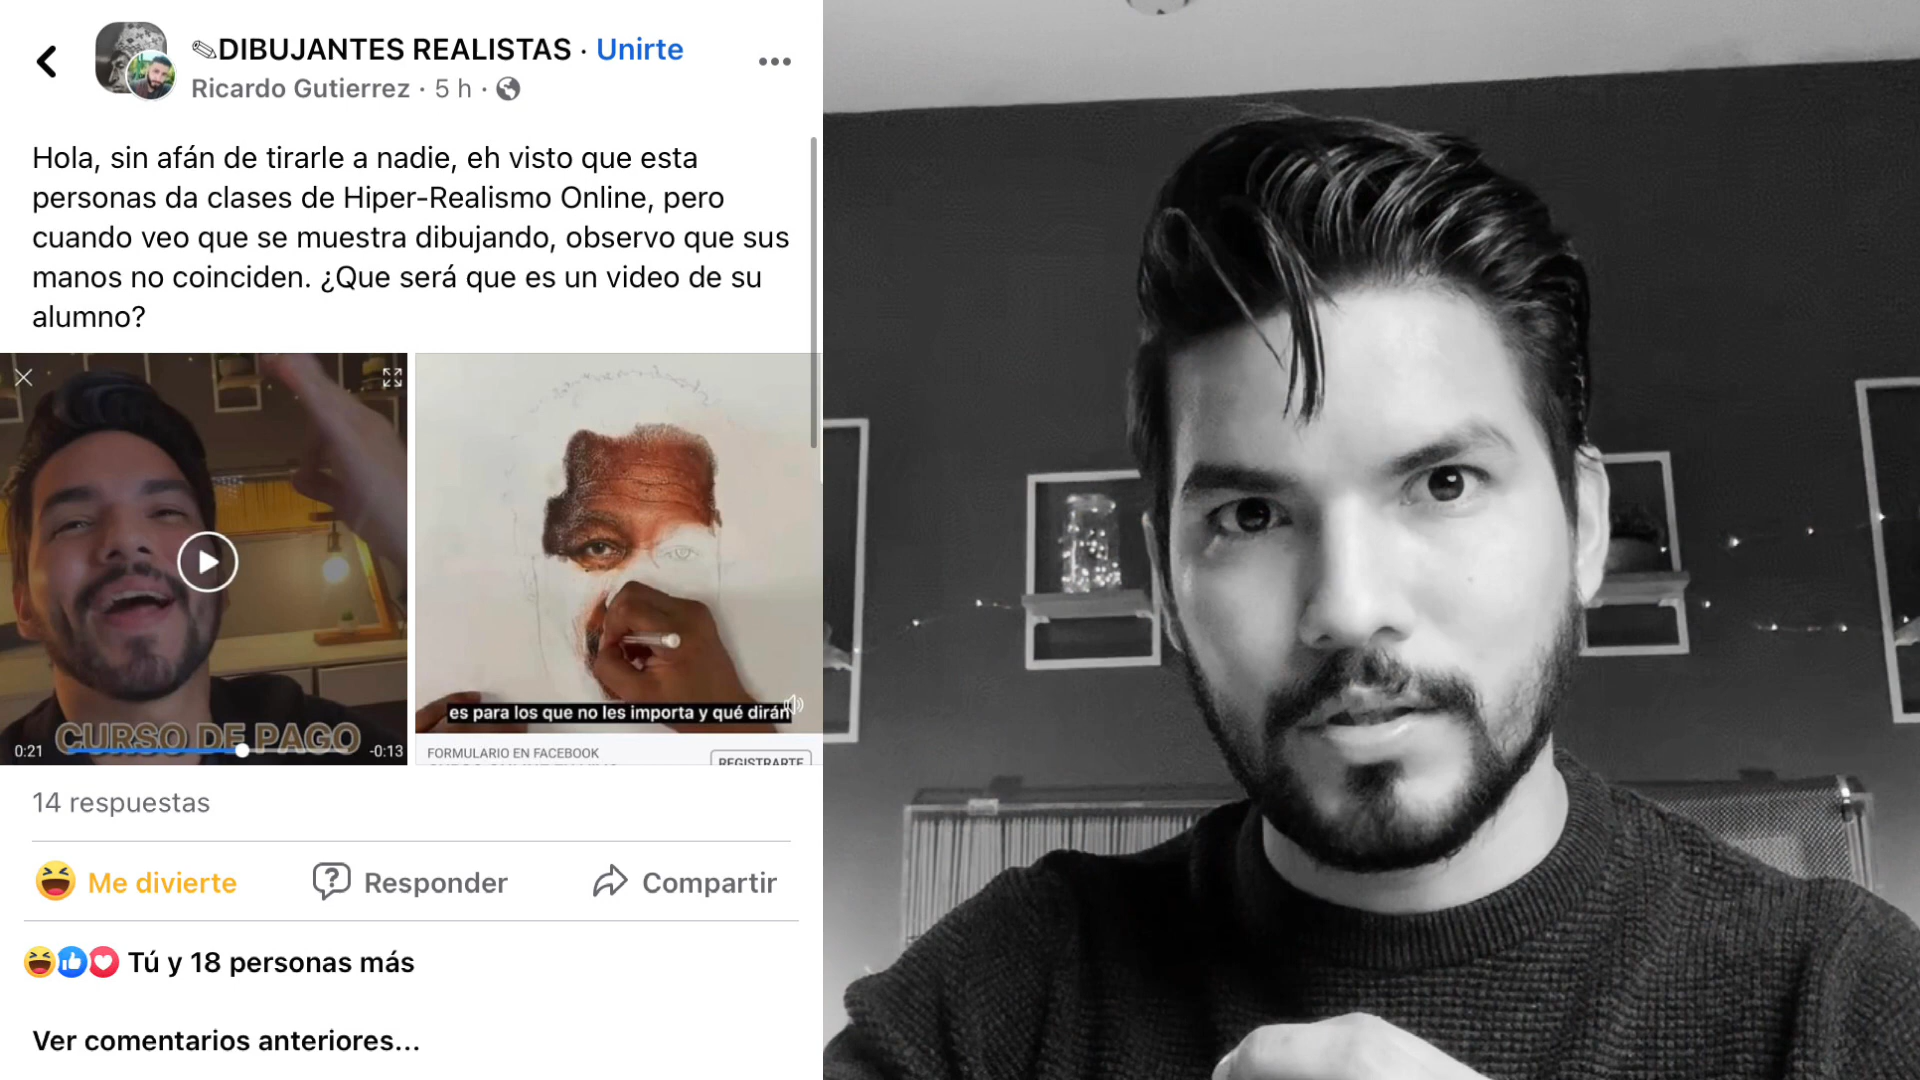 ✎DIBUJANTES REALISTAS · Unirte
Ricardo Gutierrez · 5 h ·
Hola, sin afán de tirarle a nadie, eh visto que esta
personas da clases de Hiper-Realismo Online, pero
cuando veo que se muestra dibujando, observo que sus
manos no coinciden. ¿Que será que es un video de su
alumno?
CURSO DE PAGO
0:21
-0:13
es para los que no les importa y qué dirán
FORMULARIO EN FACEBOOK
REGISTRARTE
14 respuestas
Me divierte
Responder
Compartir
Tú y 18 personas más
Ver comentarios anteriores...